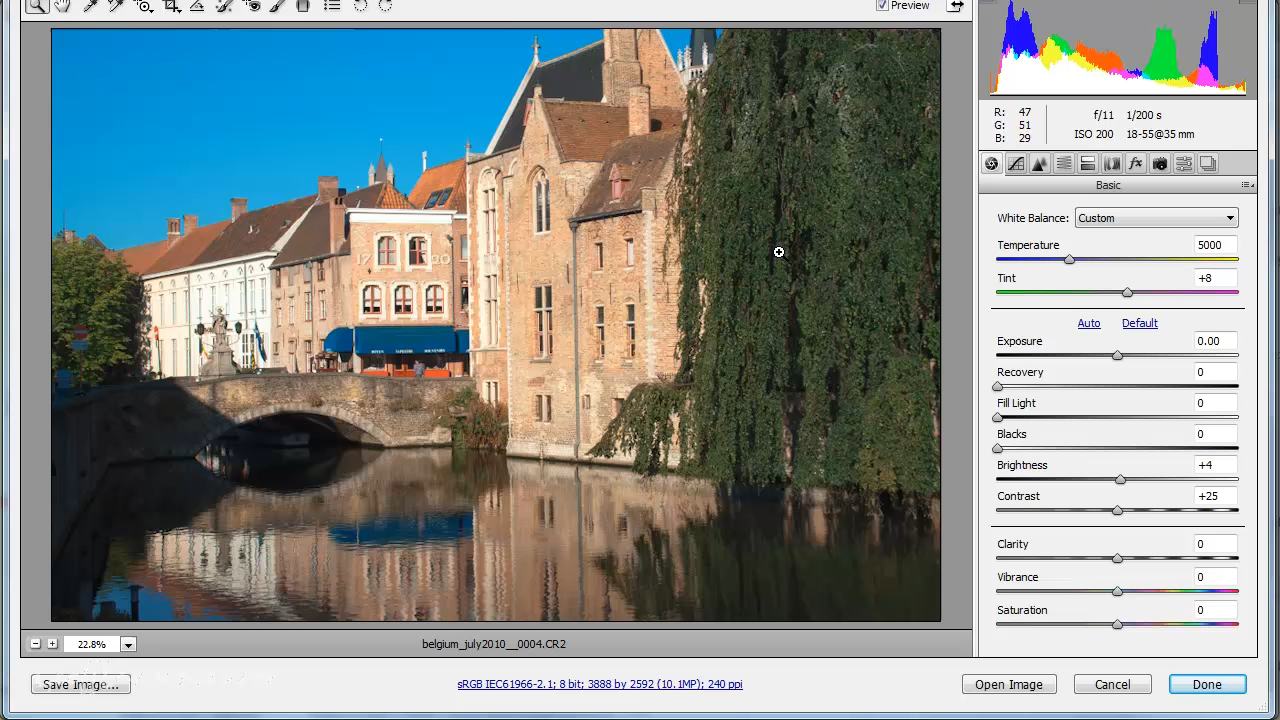 Preview
R: 47
G: 51
B: 29
f/11 1/200 s
ISO 200 18-55@35 mm
Basic
White Balance: Custom
Temperature 5000
Tint +8
Auto Default
Exposure 0.00
Recovery 0
Fill Light 0
Blacks 0
Brightness +4
Contrast +25
Clarity 0
Vibrance 0
Saturation 0
17 00
22.8% belgium_july2010__0004.CR2
Save Image... sRGB IEC61966-2.1; 8 bit; 3888 by 2592 (10.1MP); 240 ppi Open Image Cancel Done